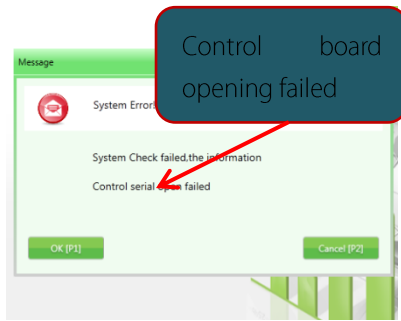 Control board
opening failed
Message
System Error!
System Check failed.the information
Control serial open failed
OK [P1]
Cancel [P2]